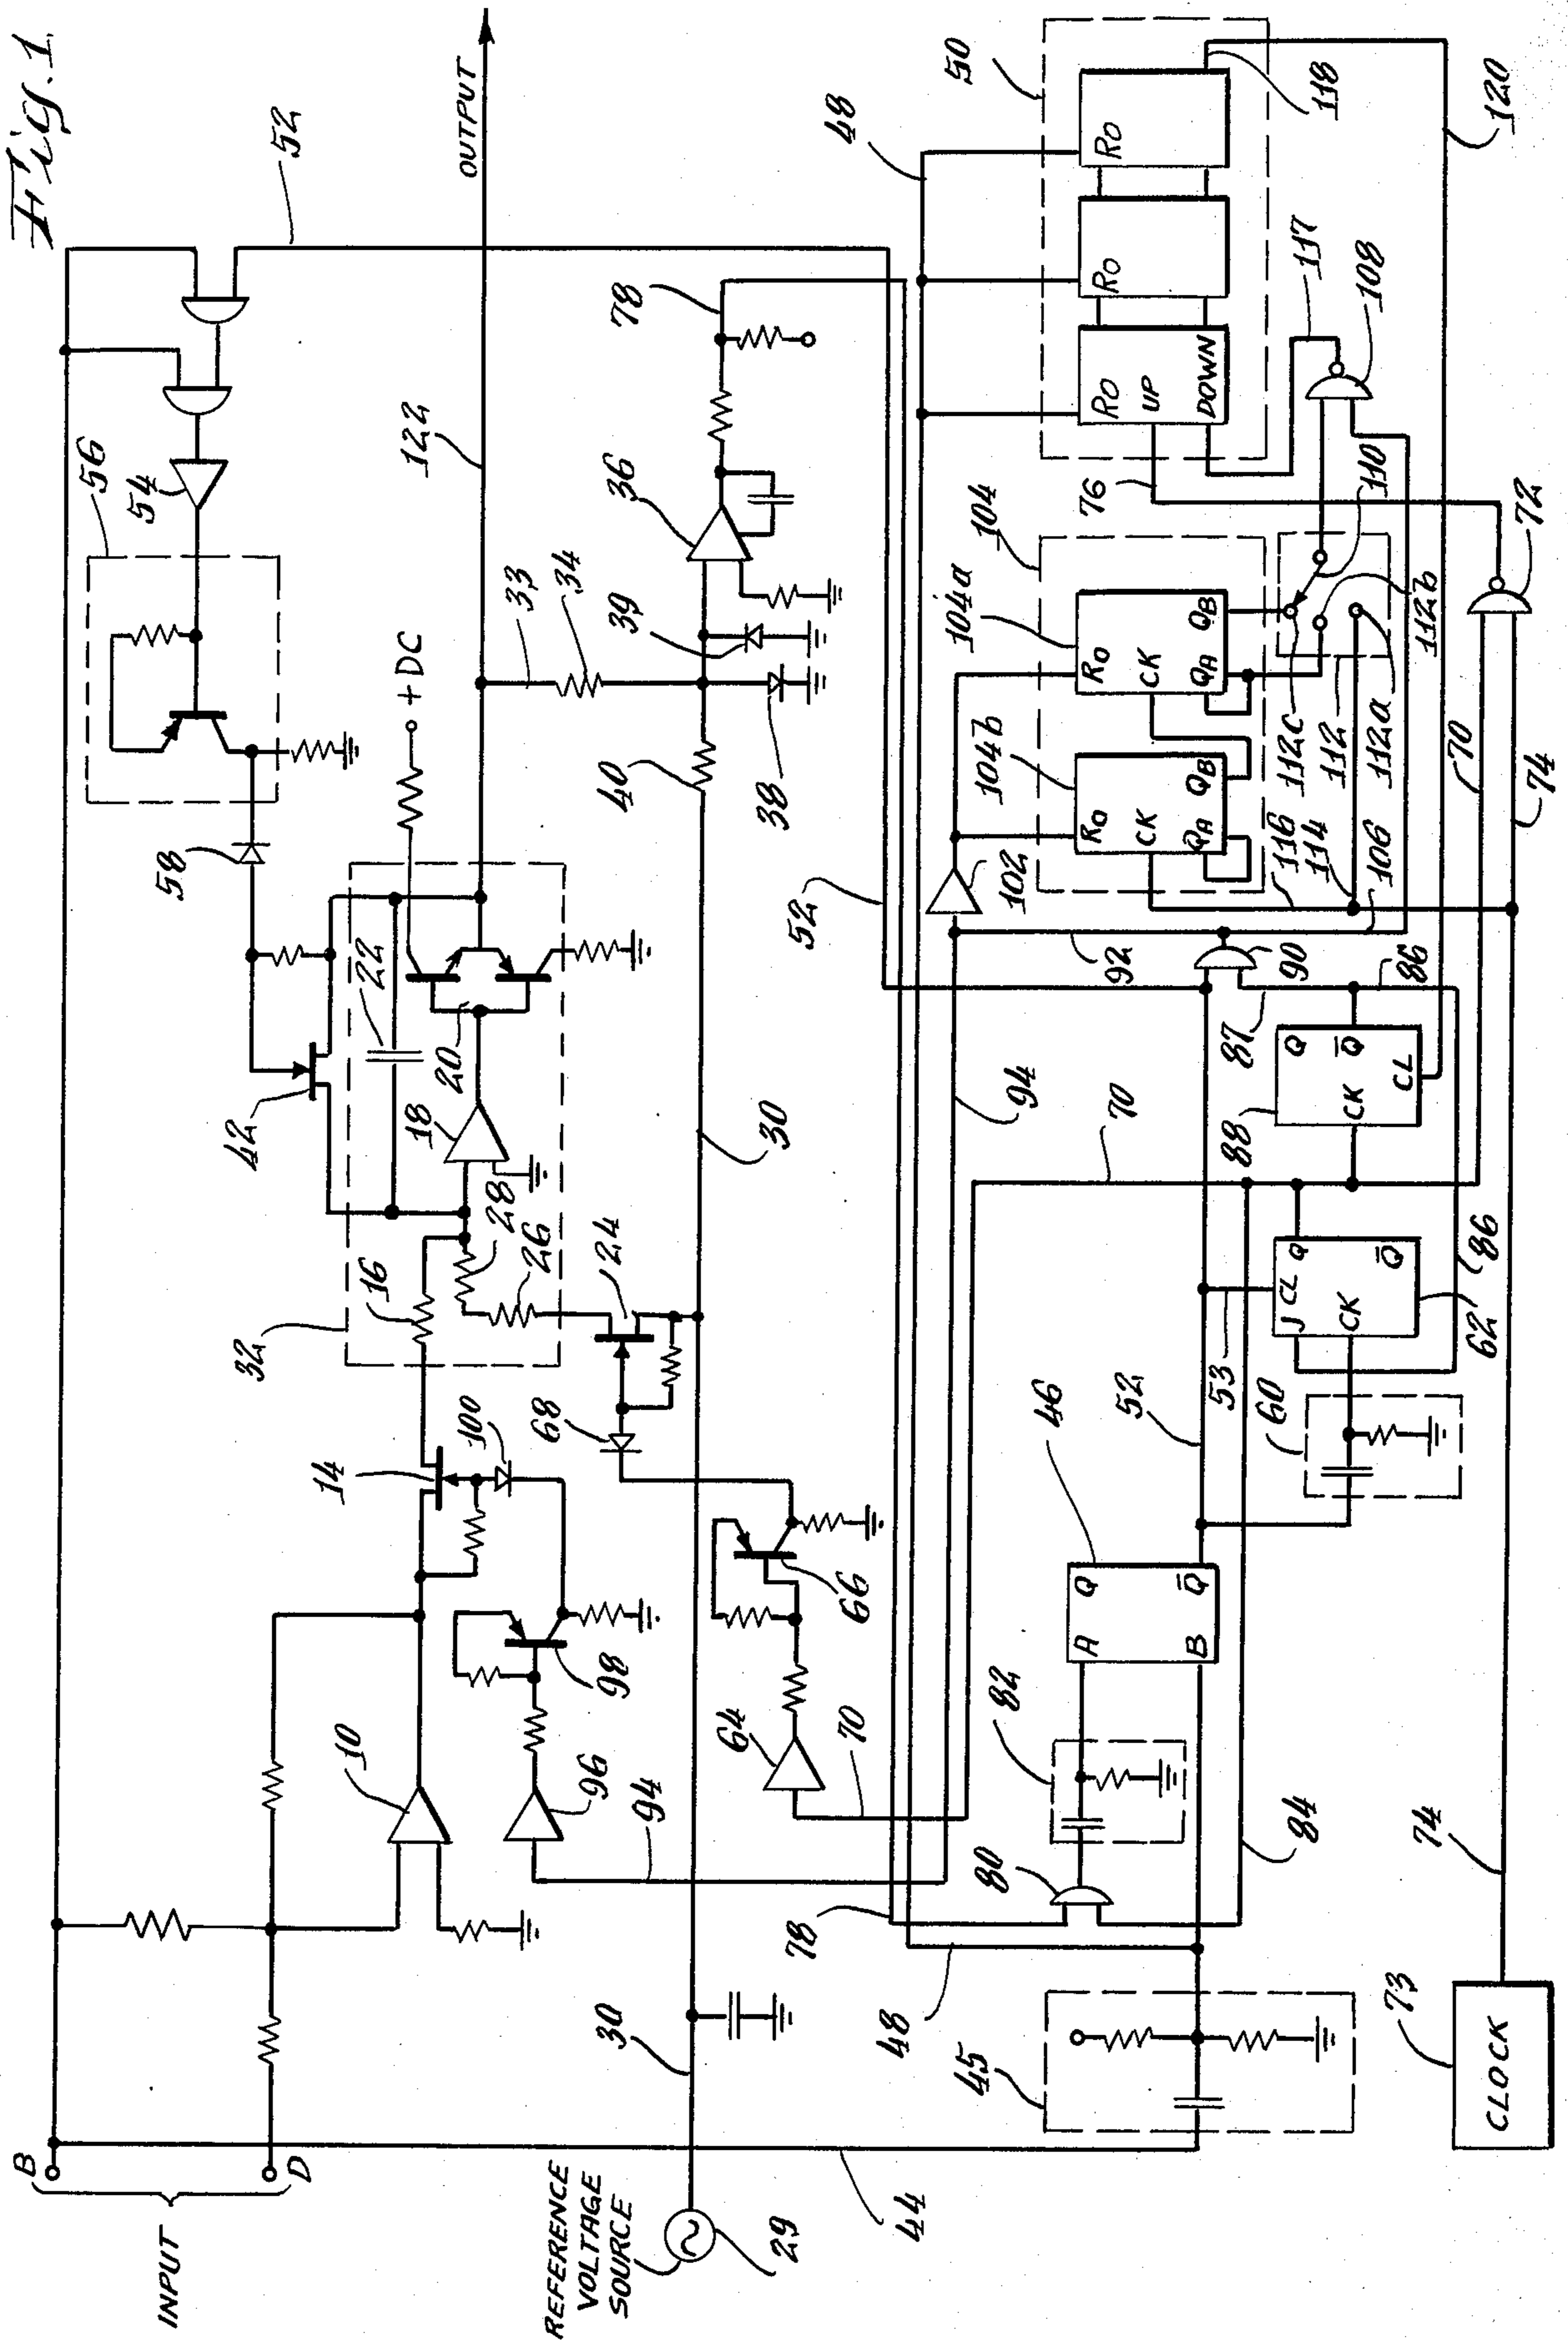 Fig. 1
INPUT
B
D
REFERENCE
VOLTAGE
SOURCE
29
30
44
10
96
94
98
100
14
16
32
28
26
24
68
66
64
70
18
20
22
42
58
56
54
+DC
122
OUTPUT
52
33
34
39
38
40
36
78
30
45
48
78
80
82
84
A
B
Q
Q̅
46
52
53
60
62
J
CL
CK
Q
Q̅
86
70
94
88
Q
Q̅
CK
CL
87
86
90
92
52
102
106
114
116
104
104a
104b
RO
CK
QA
QB
RO
CK
QA
QB
112c
112
112a
112b
110
108
117
76
48
50
RO
UP
DOWN
RO
RO
118
120
72
70
74
74
73
CLOCK